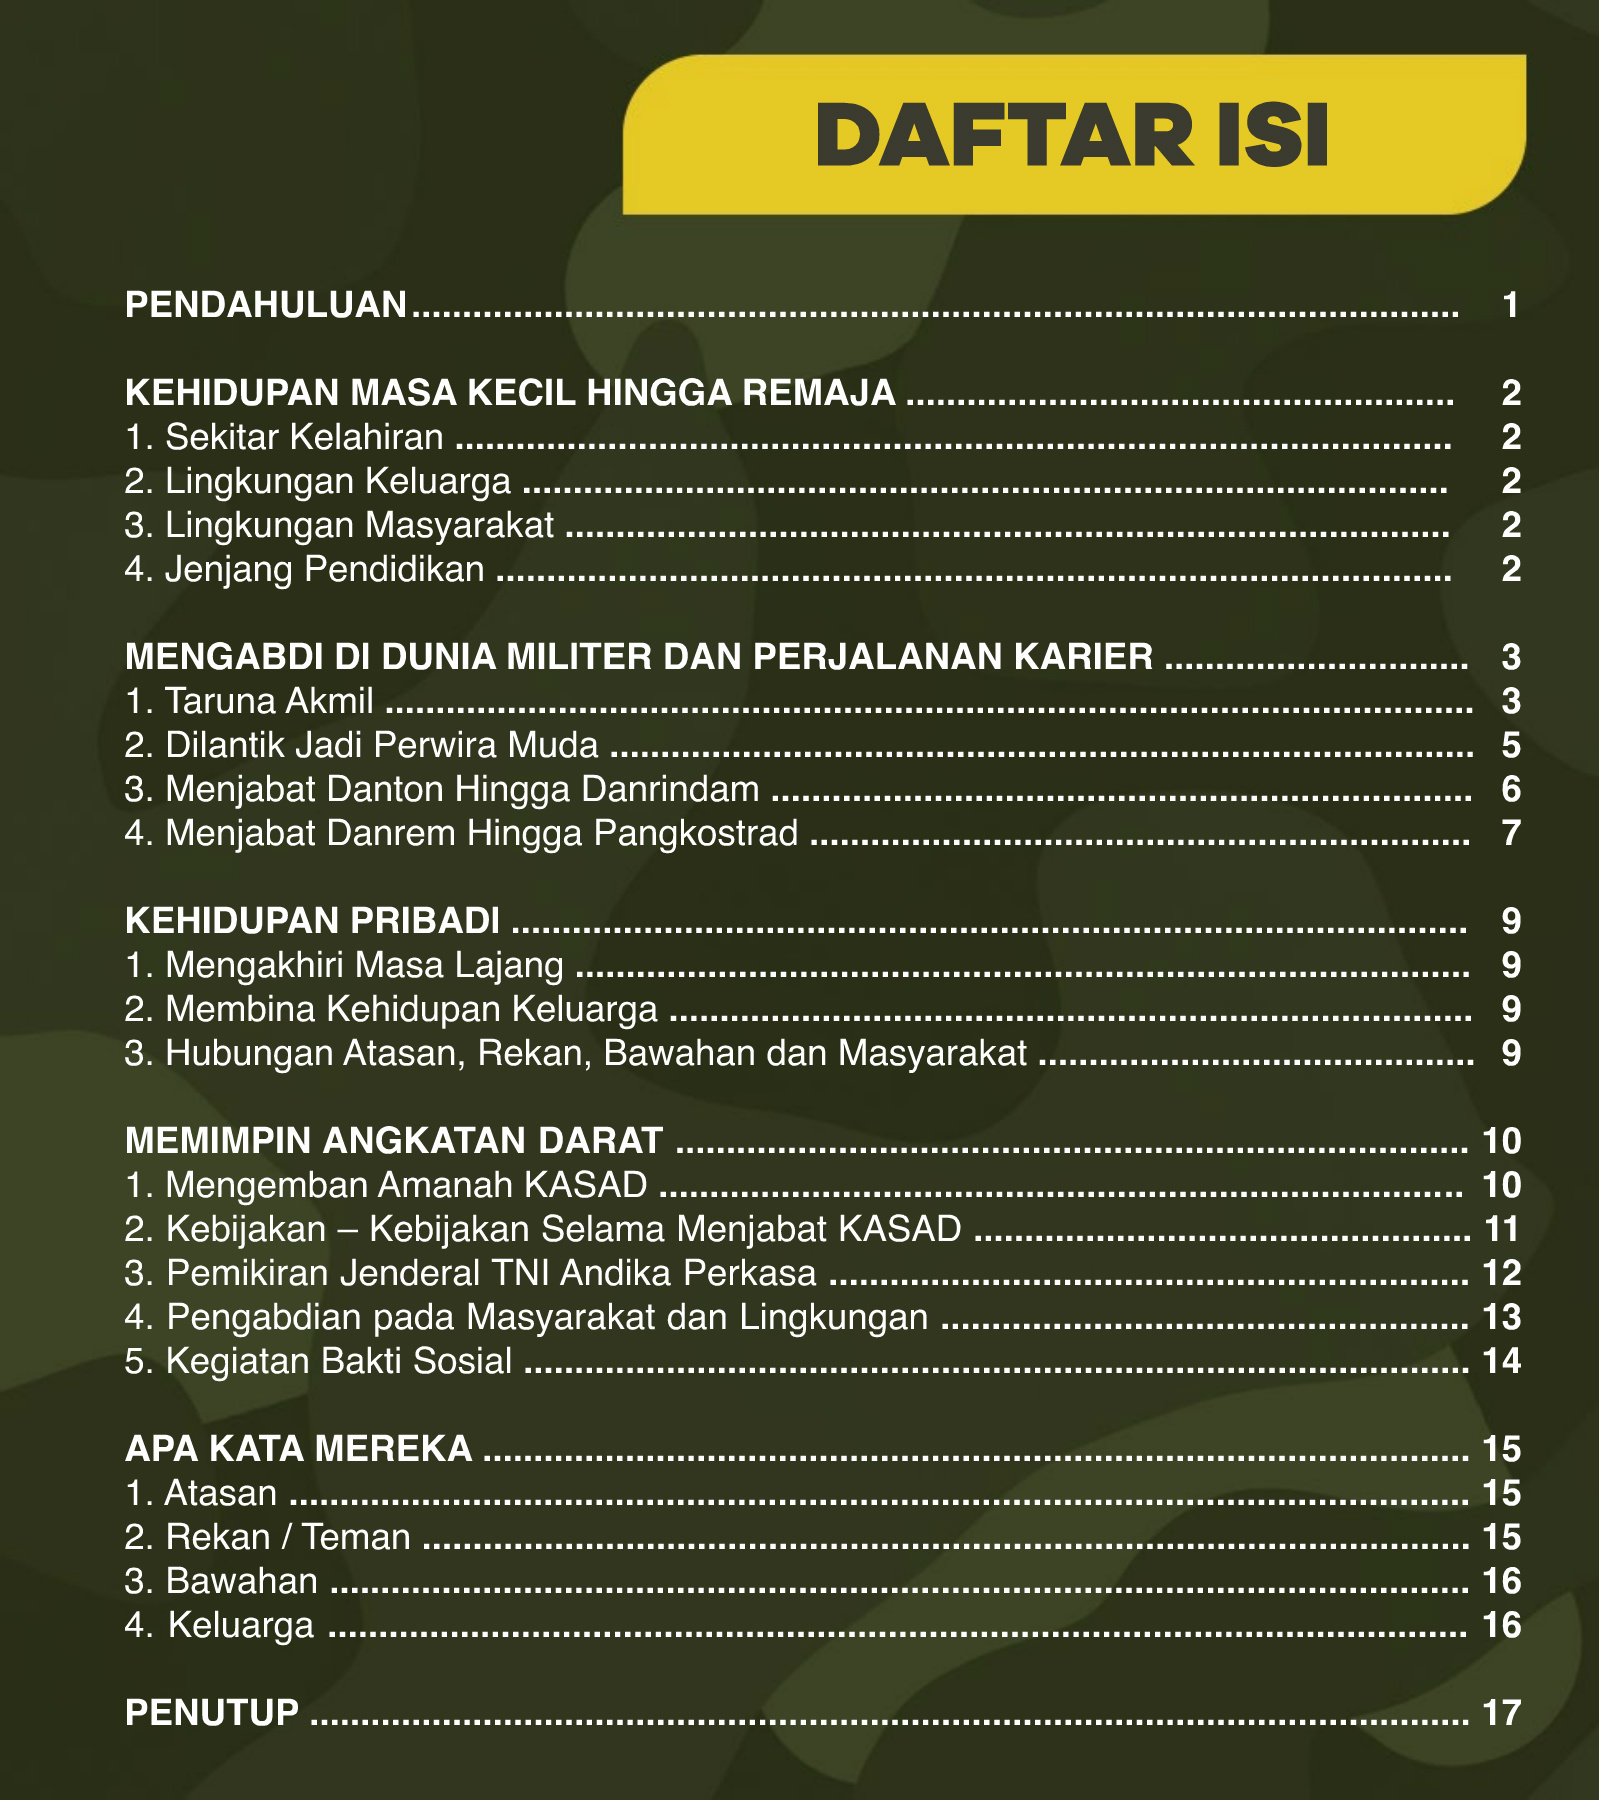 DAFTAR ISI
PENDAHULUAN........................................................................................................ 1
KEHIDUPAN MASA KECIL HINGGA REMAJA ...................................................... 2
1. Sekitar Kelahiran ................................................................................................... 2
2. Lingkungan Keluarga ............................................................................................ 2
3. Lingkungan Masyarakat ........................................................................................ 2
4. Jenjang Pendidikan ............................................................................................... 2
MENGABDI DI DUNIA MILITER DAN PERJALANAN KARIER .............................. 3
1. Taruna Akmil ............................................................................................................ 3
2. Dilantik Jadi Perwira Muda ...................................................................................... 5
3. Menjabat Danton Hingga Danrindam ...................................................................... 6
4. Menjabat Danrem Hingga Pangkostrad .................................................................. 7
KEHIDUPAN PRIBADI ............................................................................................... 9
1. Mengakhiri Masa Lajang ......................................................................................... 9
2. Membina Kehidupan Keluarga ................................................................................ 9
3. Hubungan Atasan, Rekan, Bawahan dan Masyarakat ........................................... 9
MEMIMPIN ANGKATAN DARAT ............................................................................... 10
1. Mengemban Amanah KASAD ................................................................................ 10
2. Kebijakan – Kebijakan Selama Menjabat KASAD .................................................. 11
3. Pemikiran Jenderal TNI Andika Perkasa ................................................................ 12
4. Pengabdian pada Masyarakat dan Lingkungan ..................................................... 13
5. Kegiatan Bakti Sosial .............................................................................................. 14
APA KATA MEREKA .................................................................................................. 15
1. Atasan ..................................................................................................................... 15
2. Rekan / Teman ........................................................................................................ 15
3. Bawahan ................................................................................................................. 16
4. Keluarga .................................................................................................................. 16
PENUTUP ................................................................................................................... 17